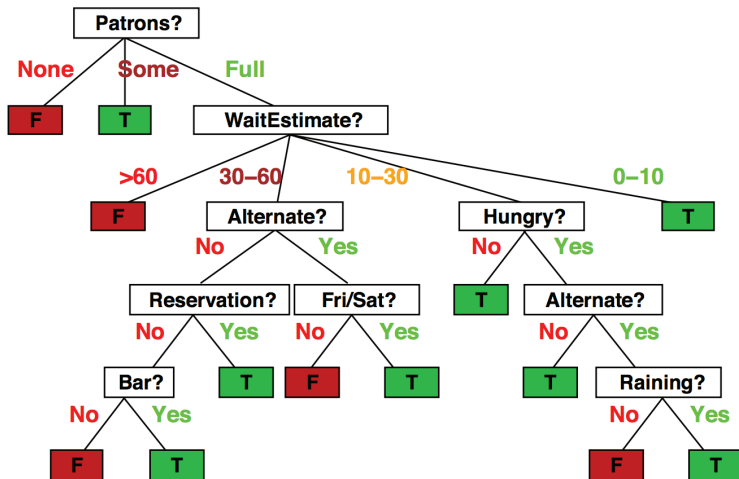 Patrons?
None Some Full
F T WaitEstimate?
>60 30–60 10–30 0–10
F Alternate? Hungry? T
No Yes No Yes
Reservation? Fri/Sat? T Alternate?
No Yes No Yes No Yes
Bar? T F T T Raining?
No Yes No Yes
F T F T